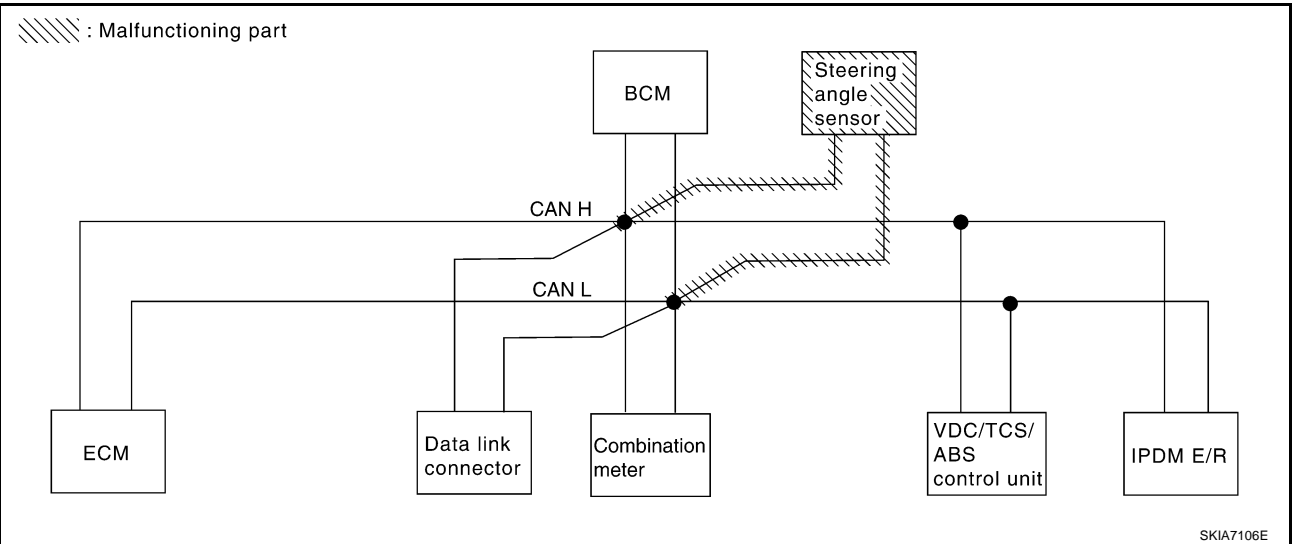 : Malfunctioning part
BCM
Steering
angle
sensor
CAN H
CAN L
ECM
Data link
connector
Combination
meter
VDC/TCS/
ABS
control unit
IPDM E/R
SKIA7106E